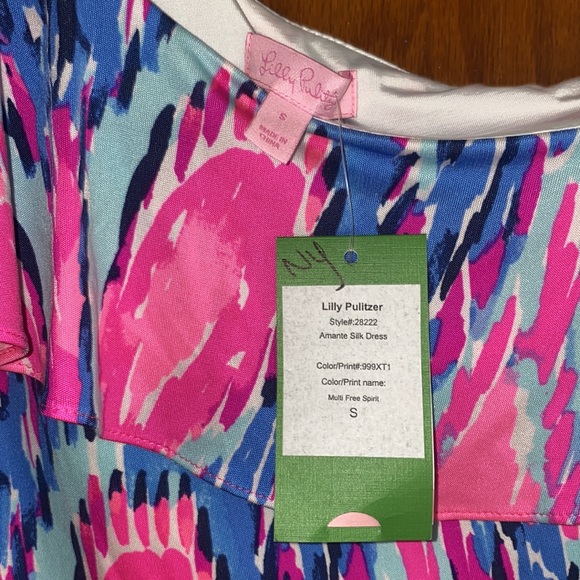 Lilly Pulitzer
S
MADE IN
CHINA
NY
Lilly Pulitzer
Style#:28222
Amante Silk Dress
Color/Print#:999XT1
Color/Print name:
Multi Free Spirit
S